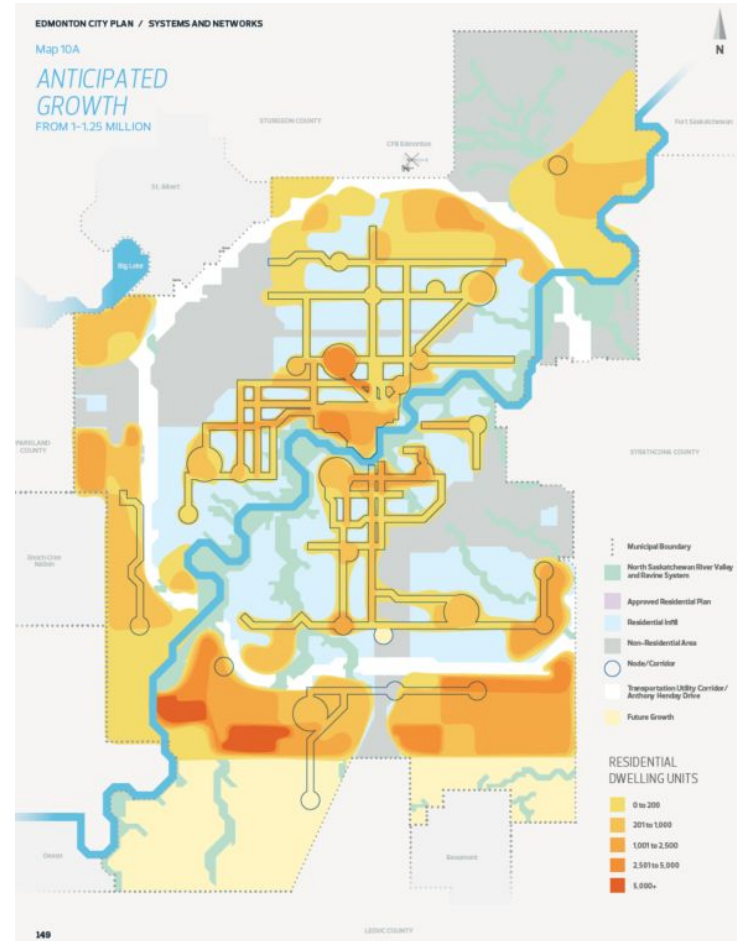 EDMONTON CITY PLAN / SYSTEMS AND NETWORKS
Map 10A
ANTICIPATED
GROWTH
FROM 1–1.25 MILLION
N
STURGEON COUNTY
CFB Edmonton
Fort Saskatchewan
St. Albert
Big Lake
PARKLAND
COUNTY
STRATHCONA COUNTY
Enoch Cree
Nation
Municipal Boundary
North Saskatchewan River Valley
and Ravine System
Approved Residential Plan
Residential Infill
Non-Residential Area
Node/Corridor
Transportation Utility Corridor/
Anthony Henday Drive
Future Growth
RESIDENTIAL
DWELLING UNITS
0 to 200
201 to 1,000
1,001 to 2,500
2,501 to 5,000
5,000+
Devon
Beaumont
LEDUC COUNTY
149